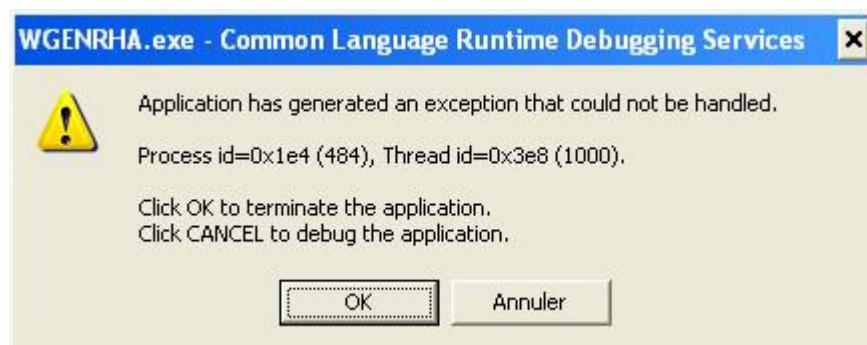 WGENRHA.exe - Common Language Runtime Debugging Services
Application has generated an exception that could not be handled.
Process id=0x1e4 (484), Thread id=0x3e8 (1000).
Click OK to terminate the application.
Click CANCEL to debug the application.
OK
Annuler